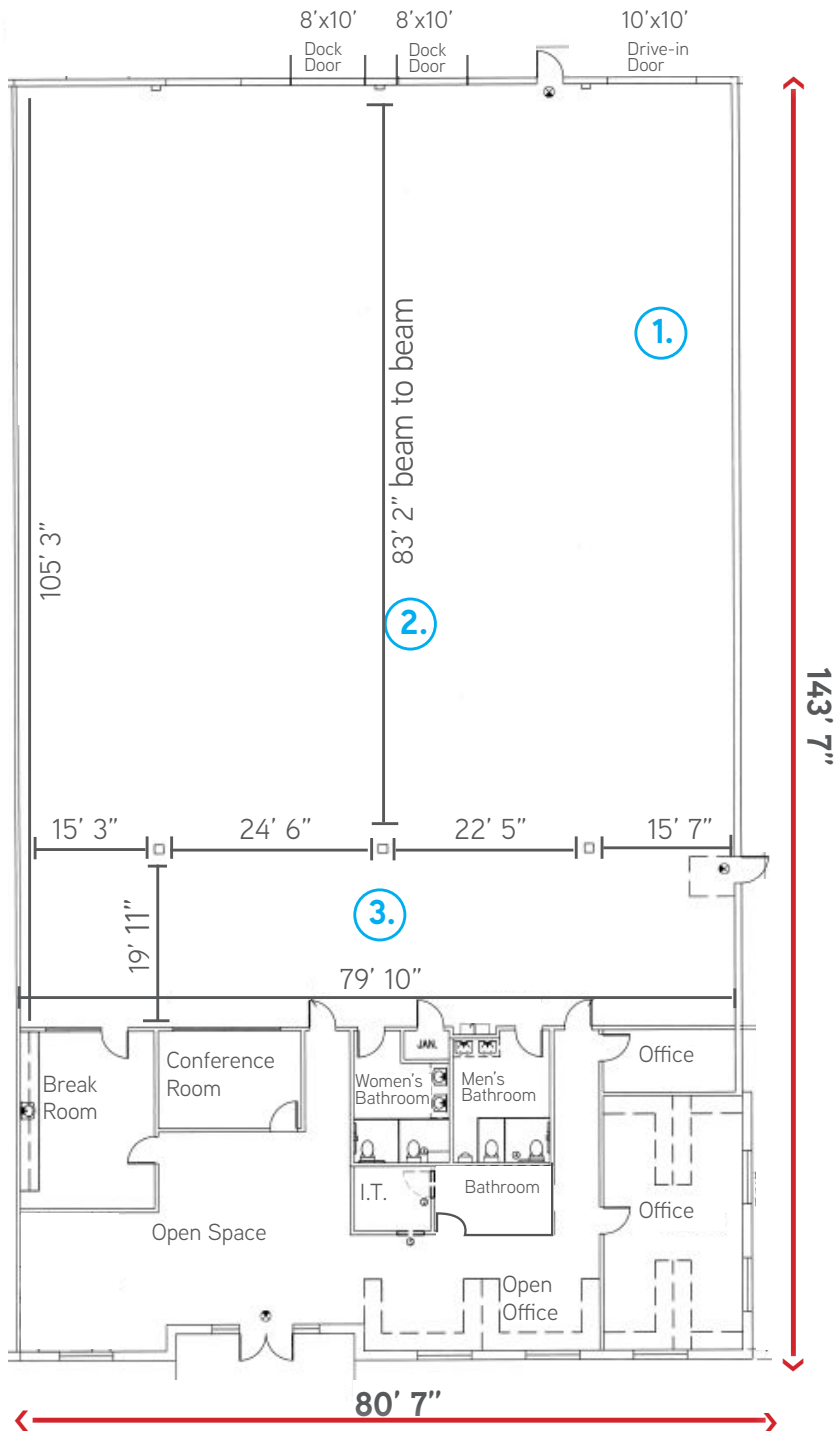 8'x10'
Dock
Door
8'x10'
Dock
Door
10'x10'
Drive-in
Door
1.
83' 2" beam to beam
105' 3"
2.
143' 7"
15' 3"
24' 6"
22' 5"
15' 7"
3.
19' 11"
79' 10"
JAN.
Break
Room
Conference
Room
Women's
Bathroom
Men's
Bathroom
Office
I.T.
Bathroom
Office
Open Space
Open
Office
80' 7"